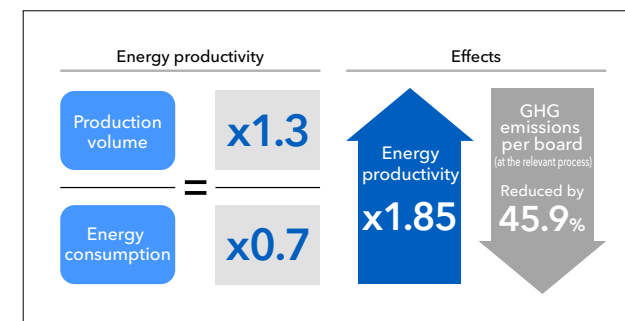 Energy productivity
Production
volume
x1.3
=
Energy
consumption
x0.7
Effects
Energy
productivity
x1.85
GHG
emissions
per board
(at the relevant process)
Reduced by
45.9%